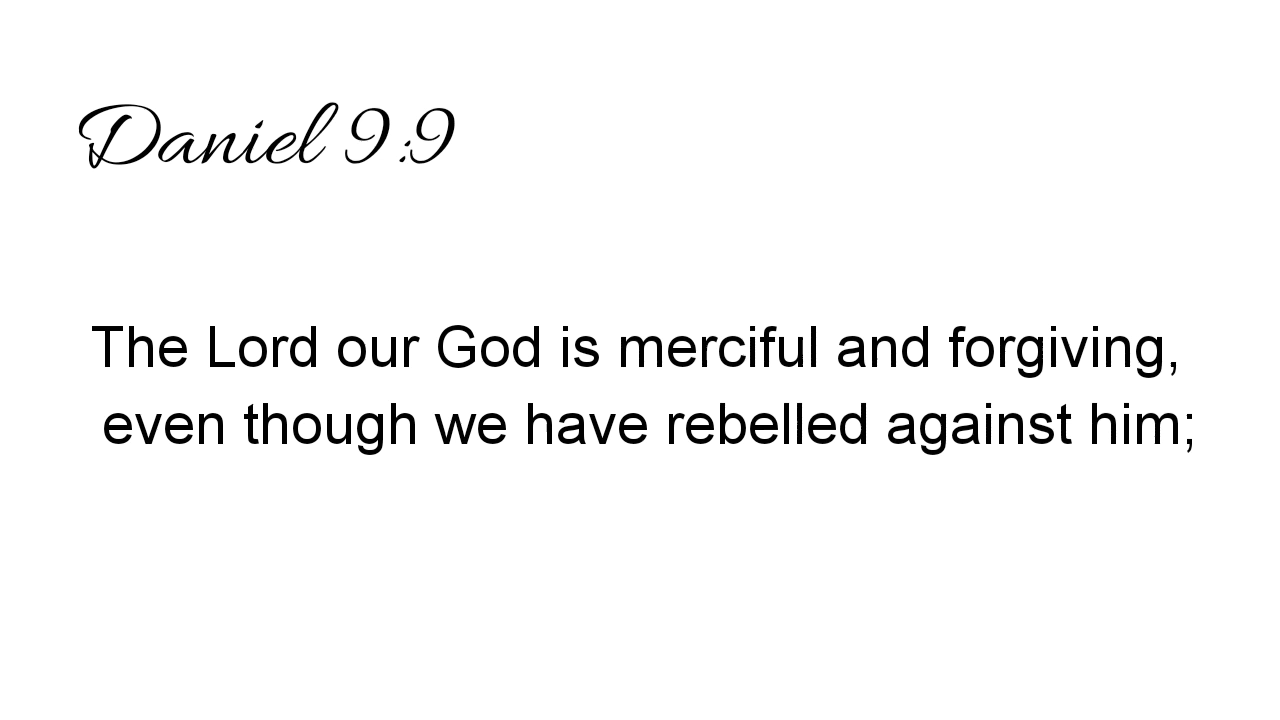 Daniel 9:9
The Lord our God is merciful and forgiving,
even though we have rebelled against him;